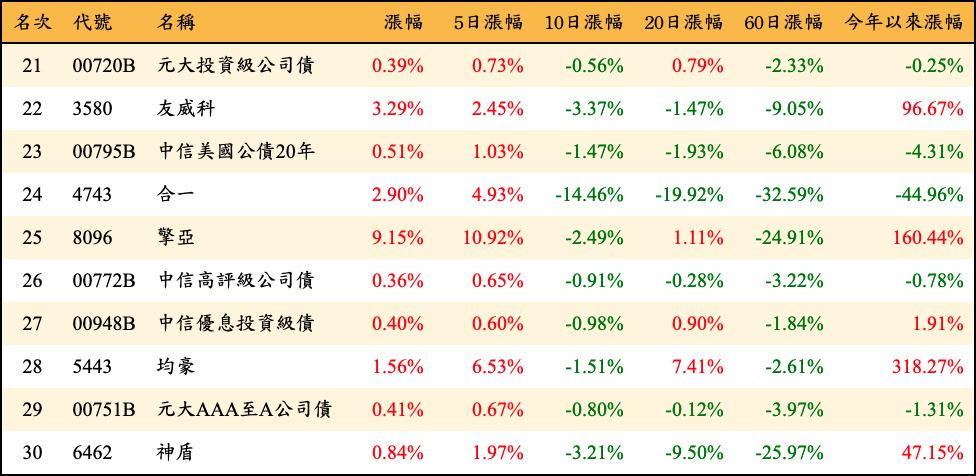 名次 代號 名稱 漲幅 5日漲幅 10日漲幅 20日漲幅 60日漲幅 今年以來漲幅
21 00720B 元大投資級公司債 0.39% 0.73% -0.56% 0.79% -2.33% -0.25%
22 3580 友威科 3.29% 2.45% -3.37% -1.47% -9.05% 96.67%
23 00795B 中信美國公債20年 0.51% 1.03% -1.47% -1.93% -6.08% -4.31%
24 4743 合一 2.90% 4.93% -14.46% -19.92% -32.59% -44.96%
25 8096 擎亞 9.15% 10.92% -2.49% 1.11% -24.91% 160.44%
26 00772B 中信高評級公司債 0.36% 0.65% -0.91% -0.28% -3.22% -0.78%
27 00948B 中信優息投資級債 0.40% 0.60% -0.98% 0.90% -1.84% 1.91%
28 5443 均豪 1.56% 6.53% -1.51% 7.41% -2.61% 318.27%
29 00751B 元大AAA至A公司債 0.41% 0.67% -0.80% -0.12% -3.97% -1.31%
30 6462 神盾 0.84% 1.97% -3.21% -9.50% -25.97% 47.15%